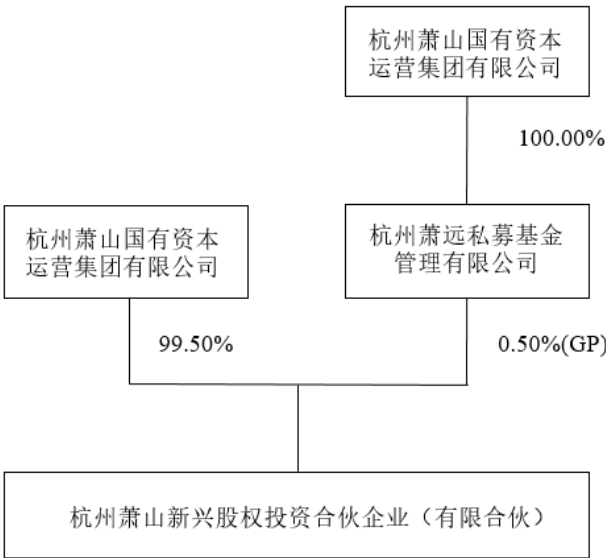 杭州萧山国有资本
运营集团有限公司
100.00%
杭州萧山国有资本
运营集团有限公司
杭州萧远私募基金
管理有限公司
99.50%
0.50%(GP)
杭州萧山新兴股权投资合伙企业（有限合伙）